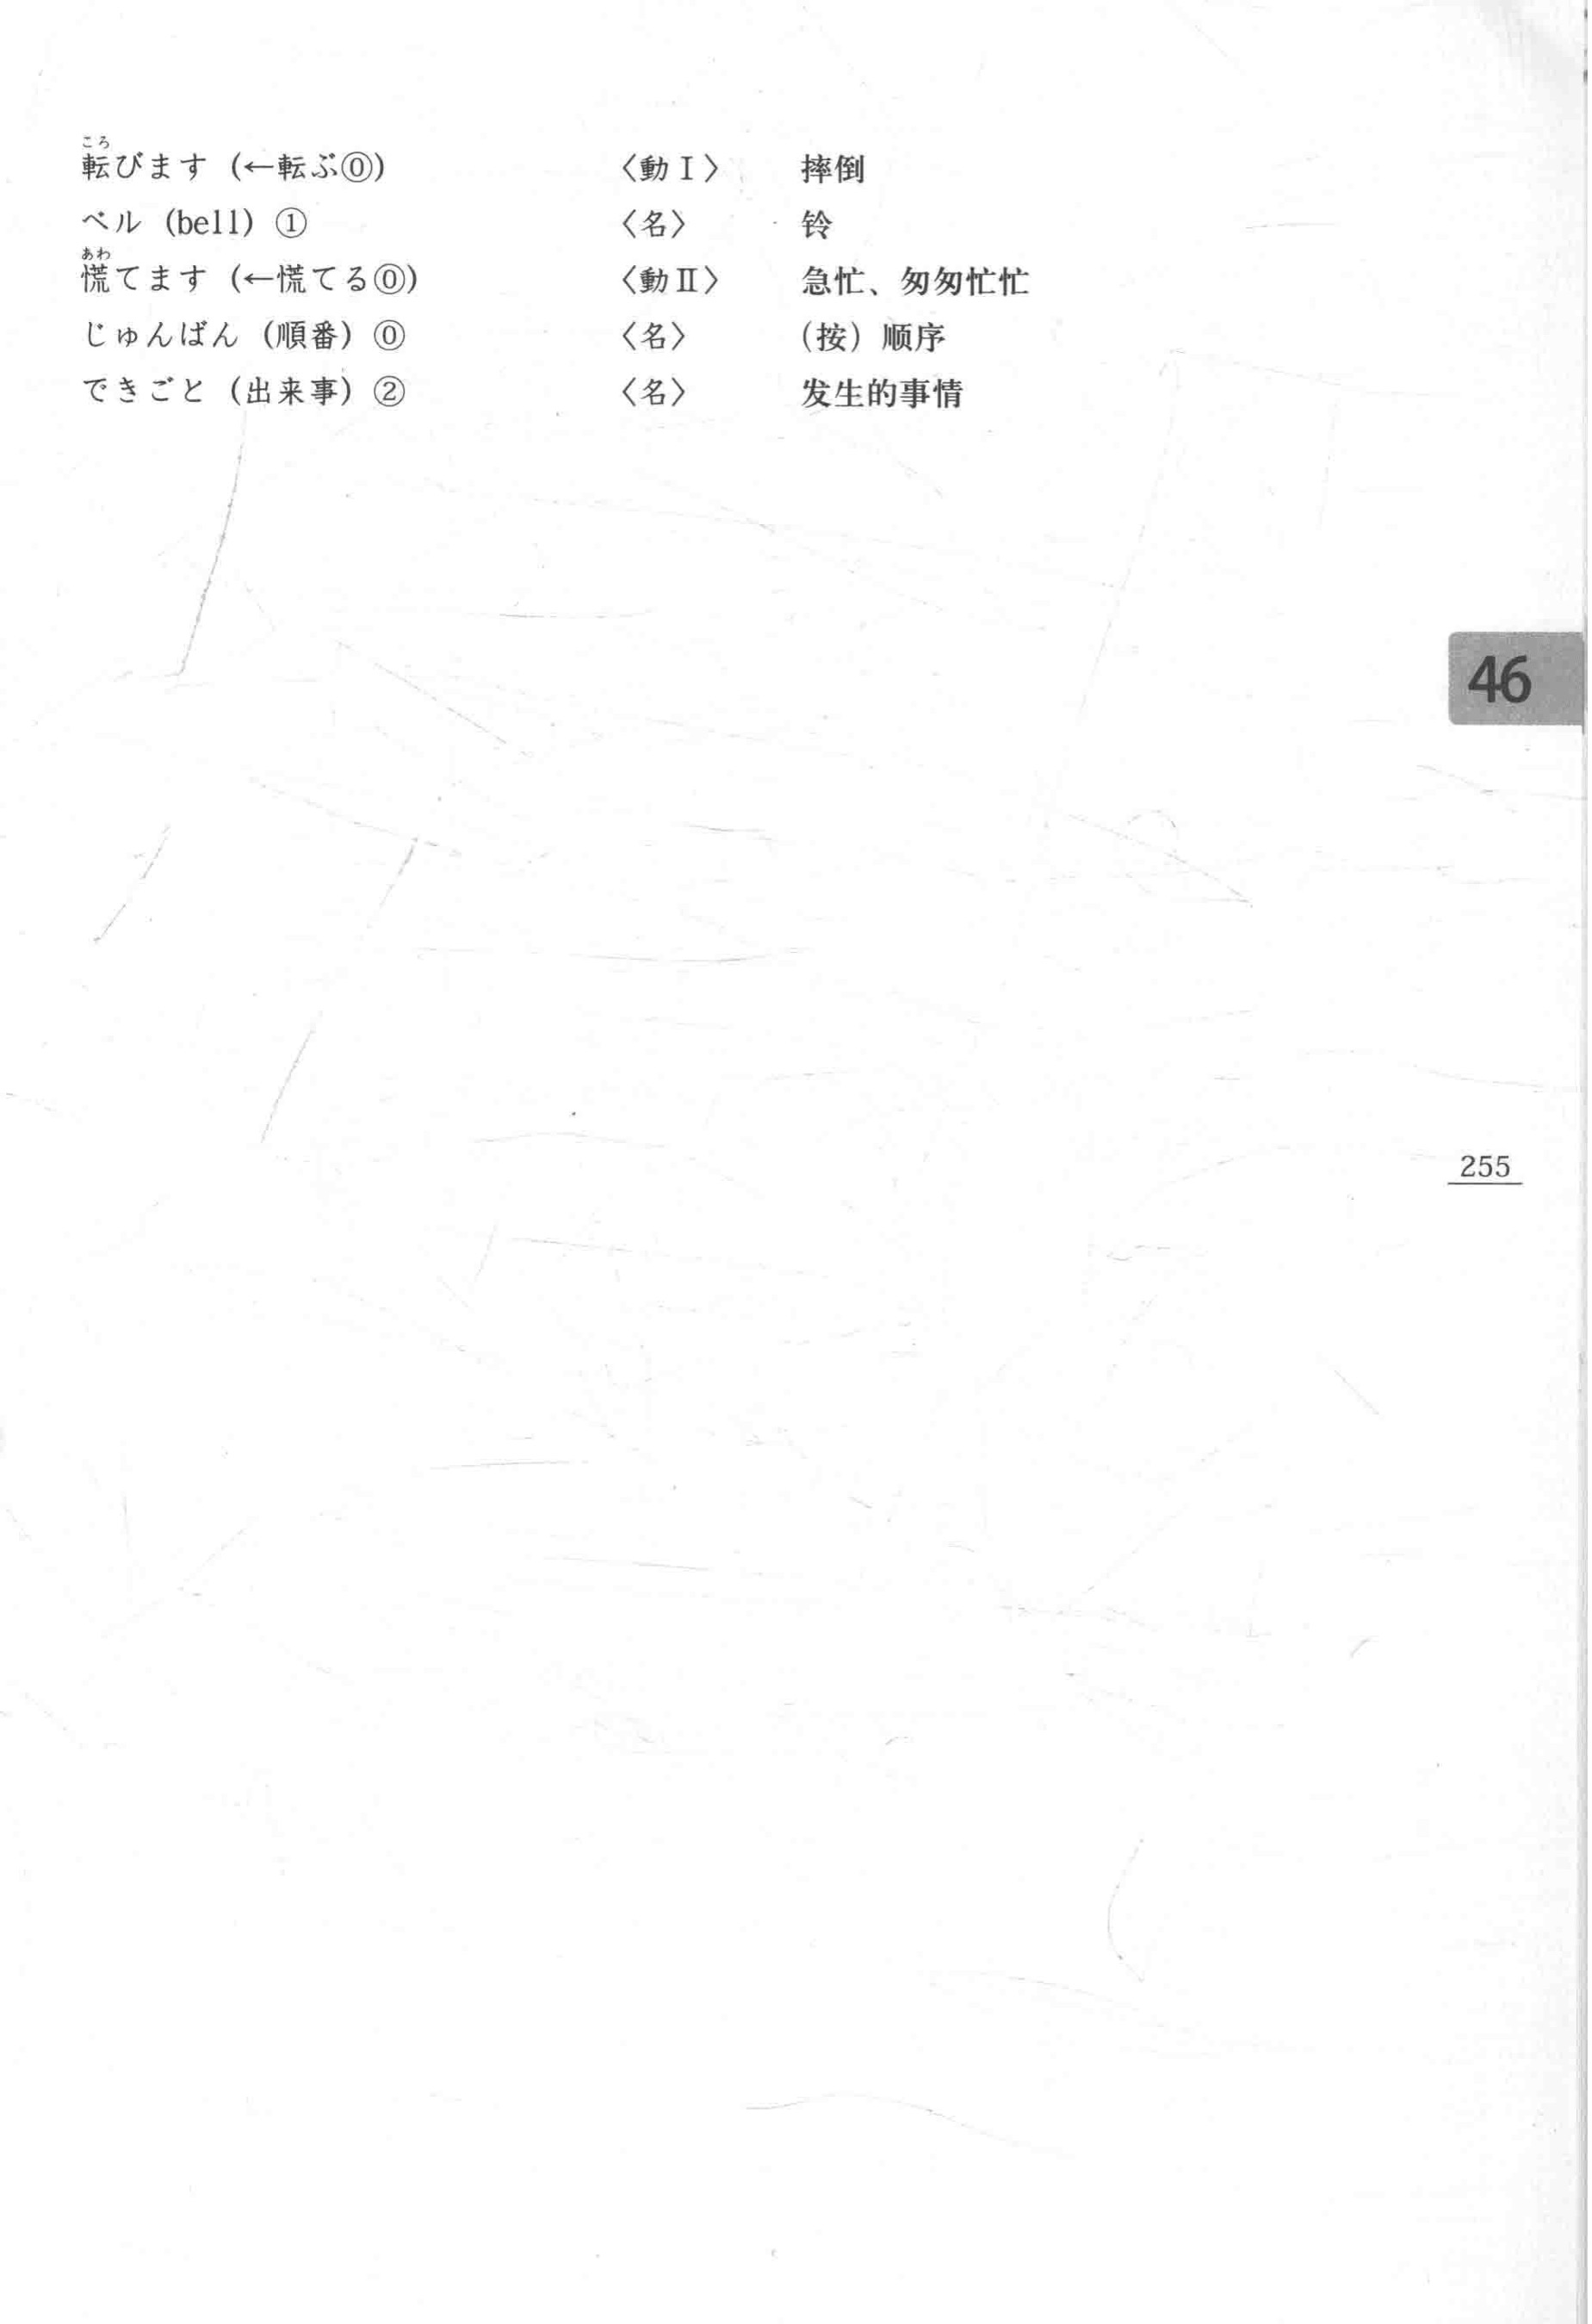 ころ
転びます（←転ぶ⓪） 〈動Ⅰ〉 摔倒
ベル（bell）① 〈名〉 铃
あわ
慌てます（←慌てる⓪） 〈動Ⅱ〉 急忙、匆匆忙忙
じゅんばん（順番）⓪ 〈名〉 （按）顺序
できごと（出来事）② 〈名〉 发生的事情
46
255